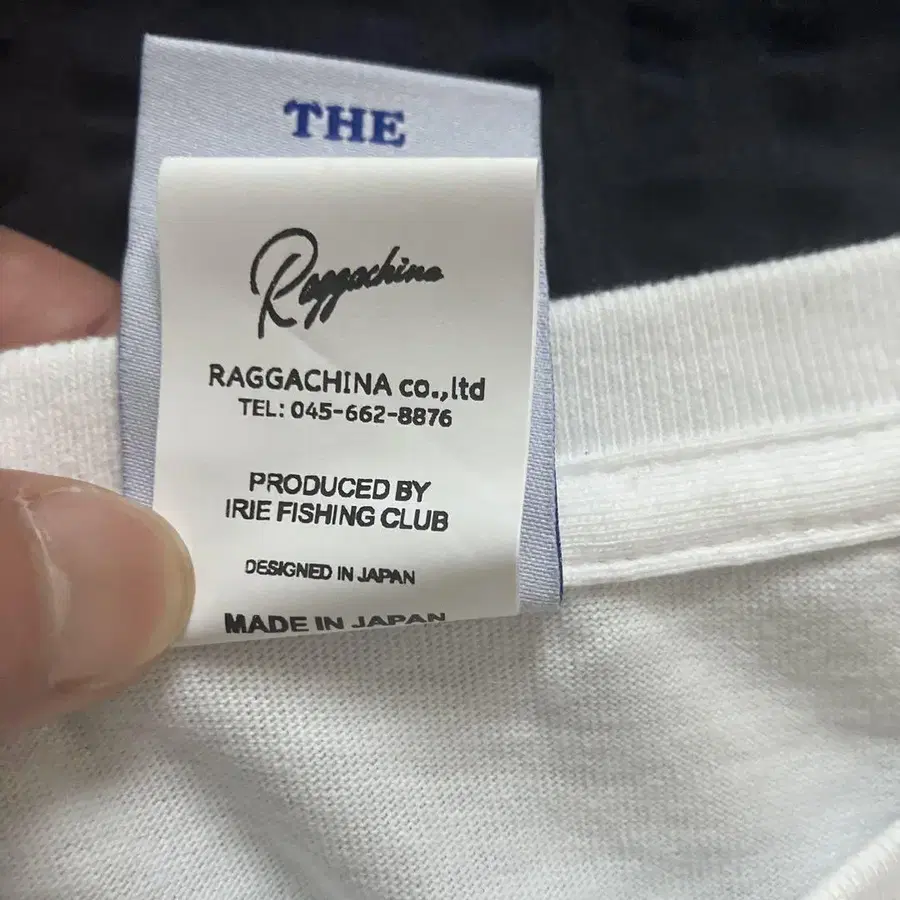 THE
Raggachina
RAGGACHINA co.,ltd
TEL: 045-662-8876
PRODUCED BY
IRIE FISHING CLUB
DESIGNED IN JAPAN
MADE IN JAPAN